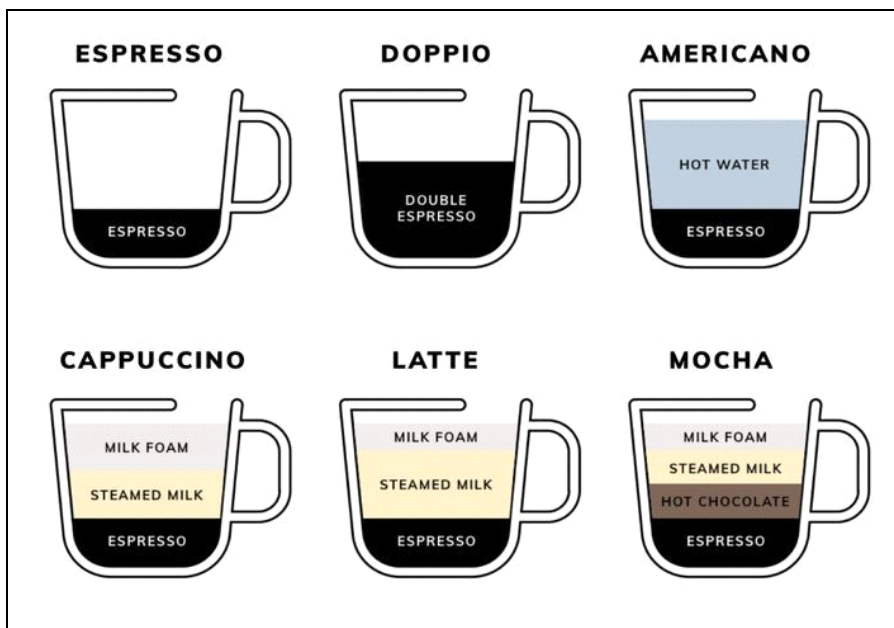 ESPRESSO
DOPPIO
AMERICANO
ESPRESSO
DOUBLE
ESPRESSO
HOT WATER
ESPRESSO
CAPPUCCINO
LATTE
MOCHA
MILK FOAM
STEAMED MILK
ESPRESSO
MILK FOAM
STEAMED MILK
ESPRESSO
MILK FOAM
STEAMED MILK
HOT CHOCOLATE
ESPRESSO